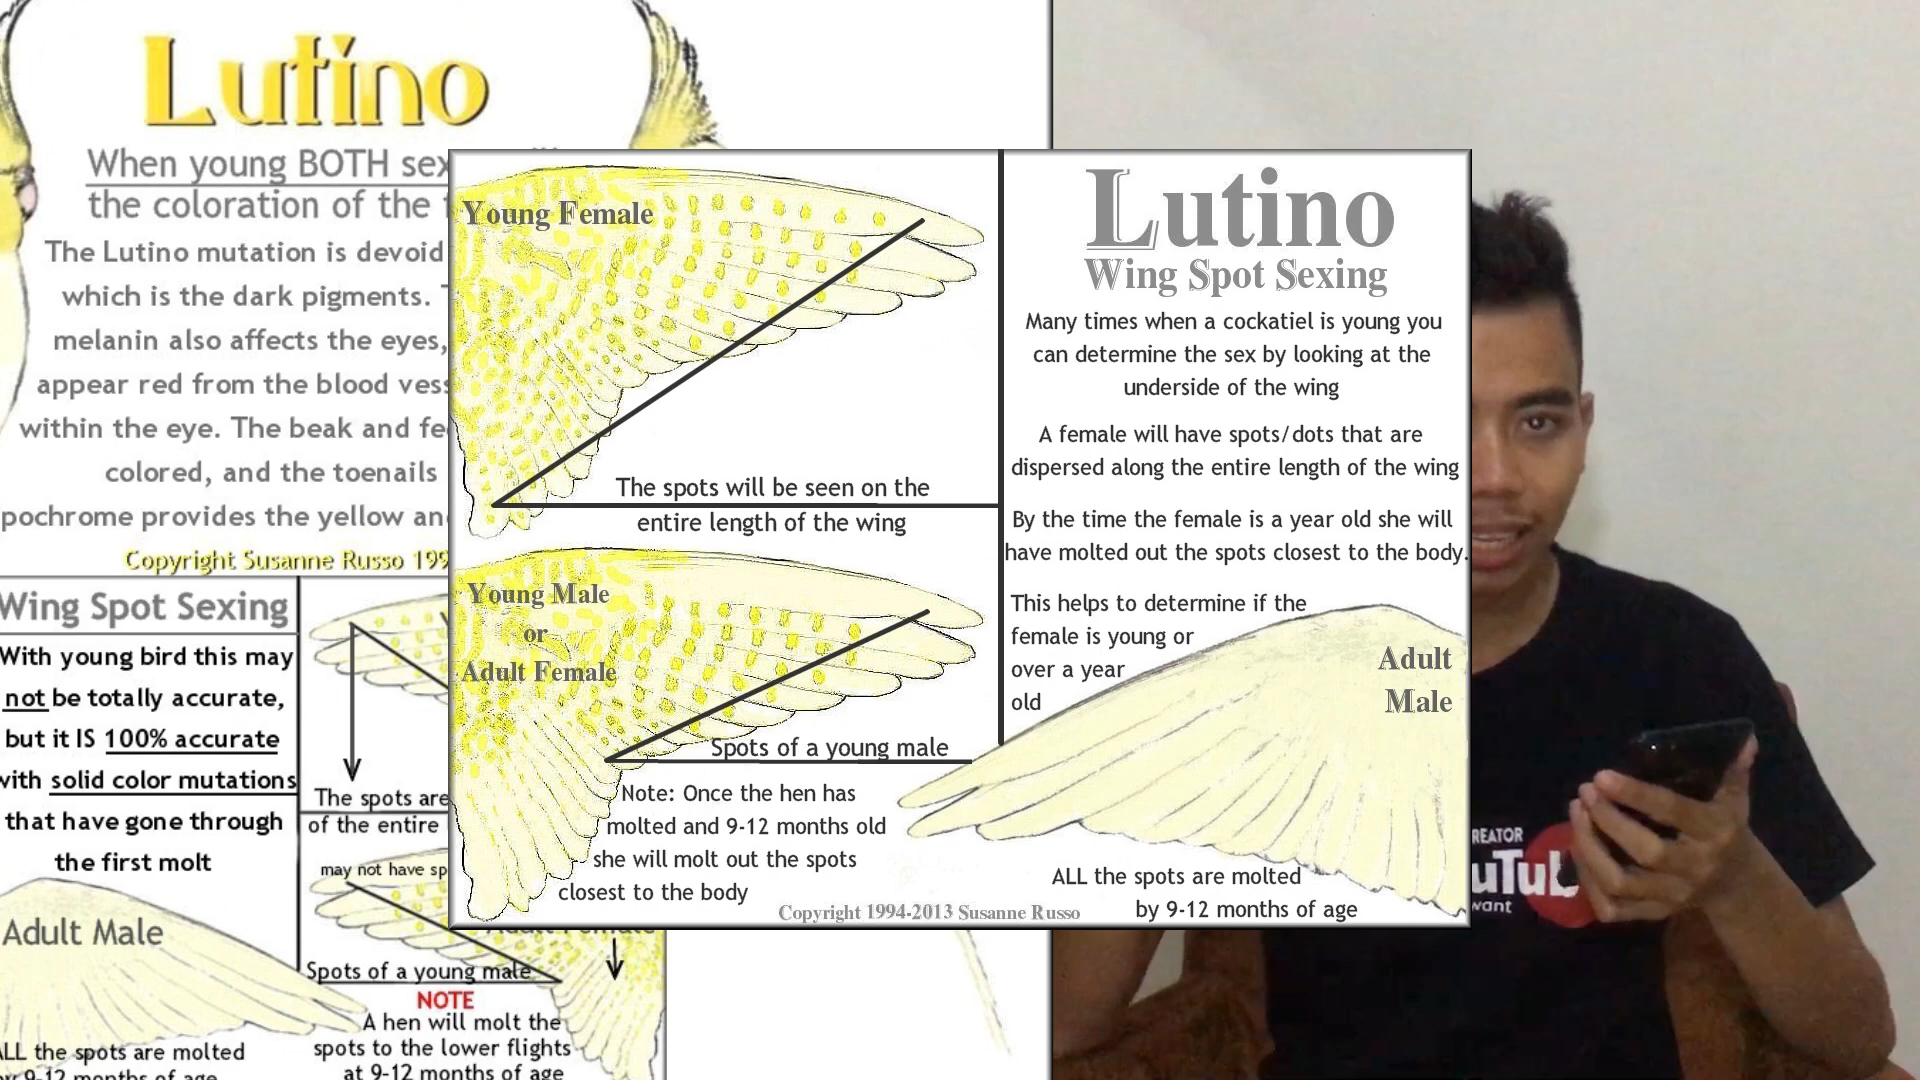 Lutino
When young BOTH
the coloration of the
The Lutino mutation is devoid
which is the dark pigments.
melanin also affects the eyes,
appear red from the blood
within the eye. The beak and
colored, and the toenails
provides the yellow
Copyright Susanne Russo
Wing Spot Sexing
With young bird this may
not be totally accurate,
but it IS 100% accurate
with solid color mutations
that have gone through
the first molt
Adult Male
ALL the spots are molted
by 9-12 months of age
The spots are
of the entire
may not have
Spots of a young male
NOTE
A hen will molt the
spots to the lower flights
at 9-12 months of age
Young Female
The spots will be seen on the
entire length of the wing
Young Male
or
Adult Female
Spots of a young male
Note: Once the hen has
molted and 9-12 months old
she will molt out the spots
closest to the body
Copyright 1994-2013 Susanne Russo
Lutino
Wing Spot Sexing
Many times when a cockatiel is young you
can determine the sex by looking at the
underside of the wing
A female will have spots/dots that are
dispersed along the entire length of the wing
By the time the female is a year old she will
have molted out the spots closest to the body.
This helps to determine if the
female is young or
over a year
old
Adult
Male
ALL the spots are molted
by 9-12 months of age